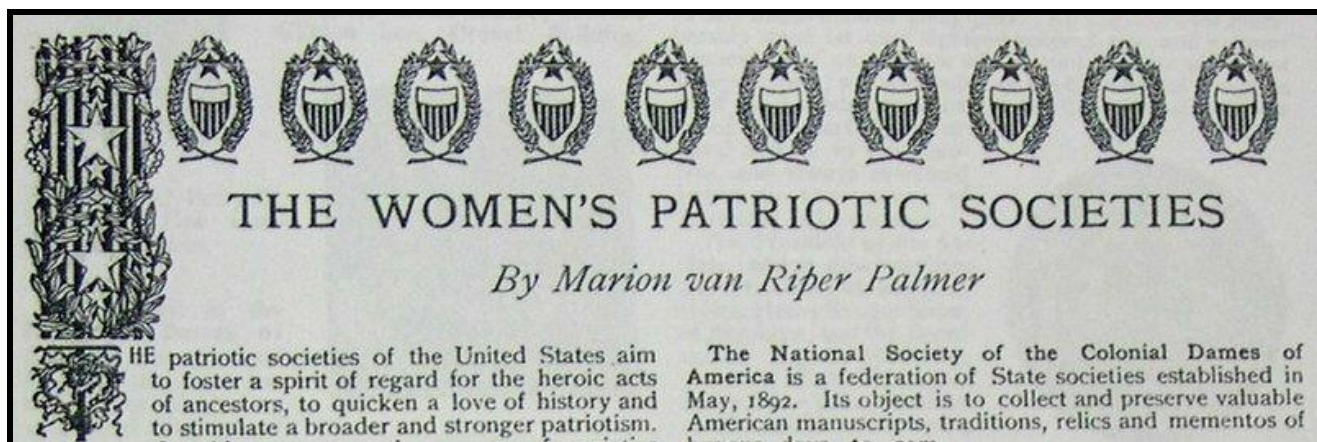 THE WOMEN'S PATRIOTIC SOCIETIES
By Marion van Riper Palmer
THE patriotic societies of the United States aim
to foster a spirit of regard for the heroic acts
of ancestors, to quicken a love of history and
to stimulate a broader and stronger patriotism.
The National Society of the Colonial Dames of
America is a federation of State societies established in
May, 1892. Its object is to collect and preserve valuable
American manuscripts, traditions, relics and mementos of